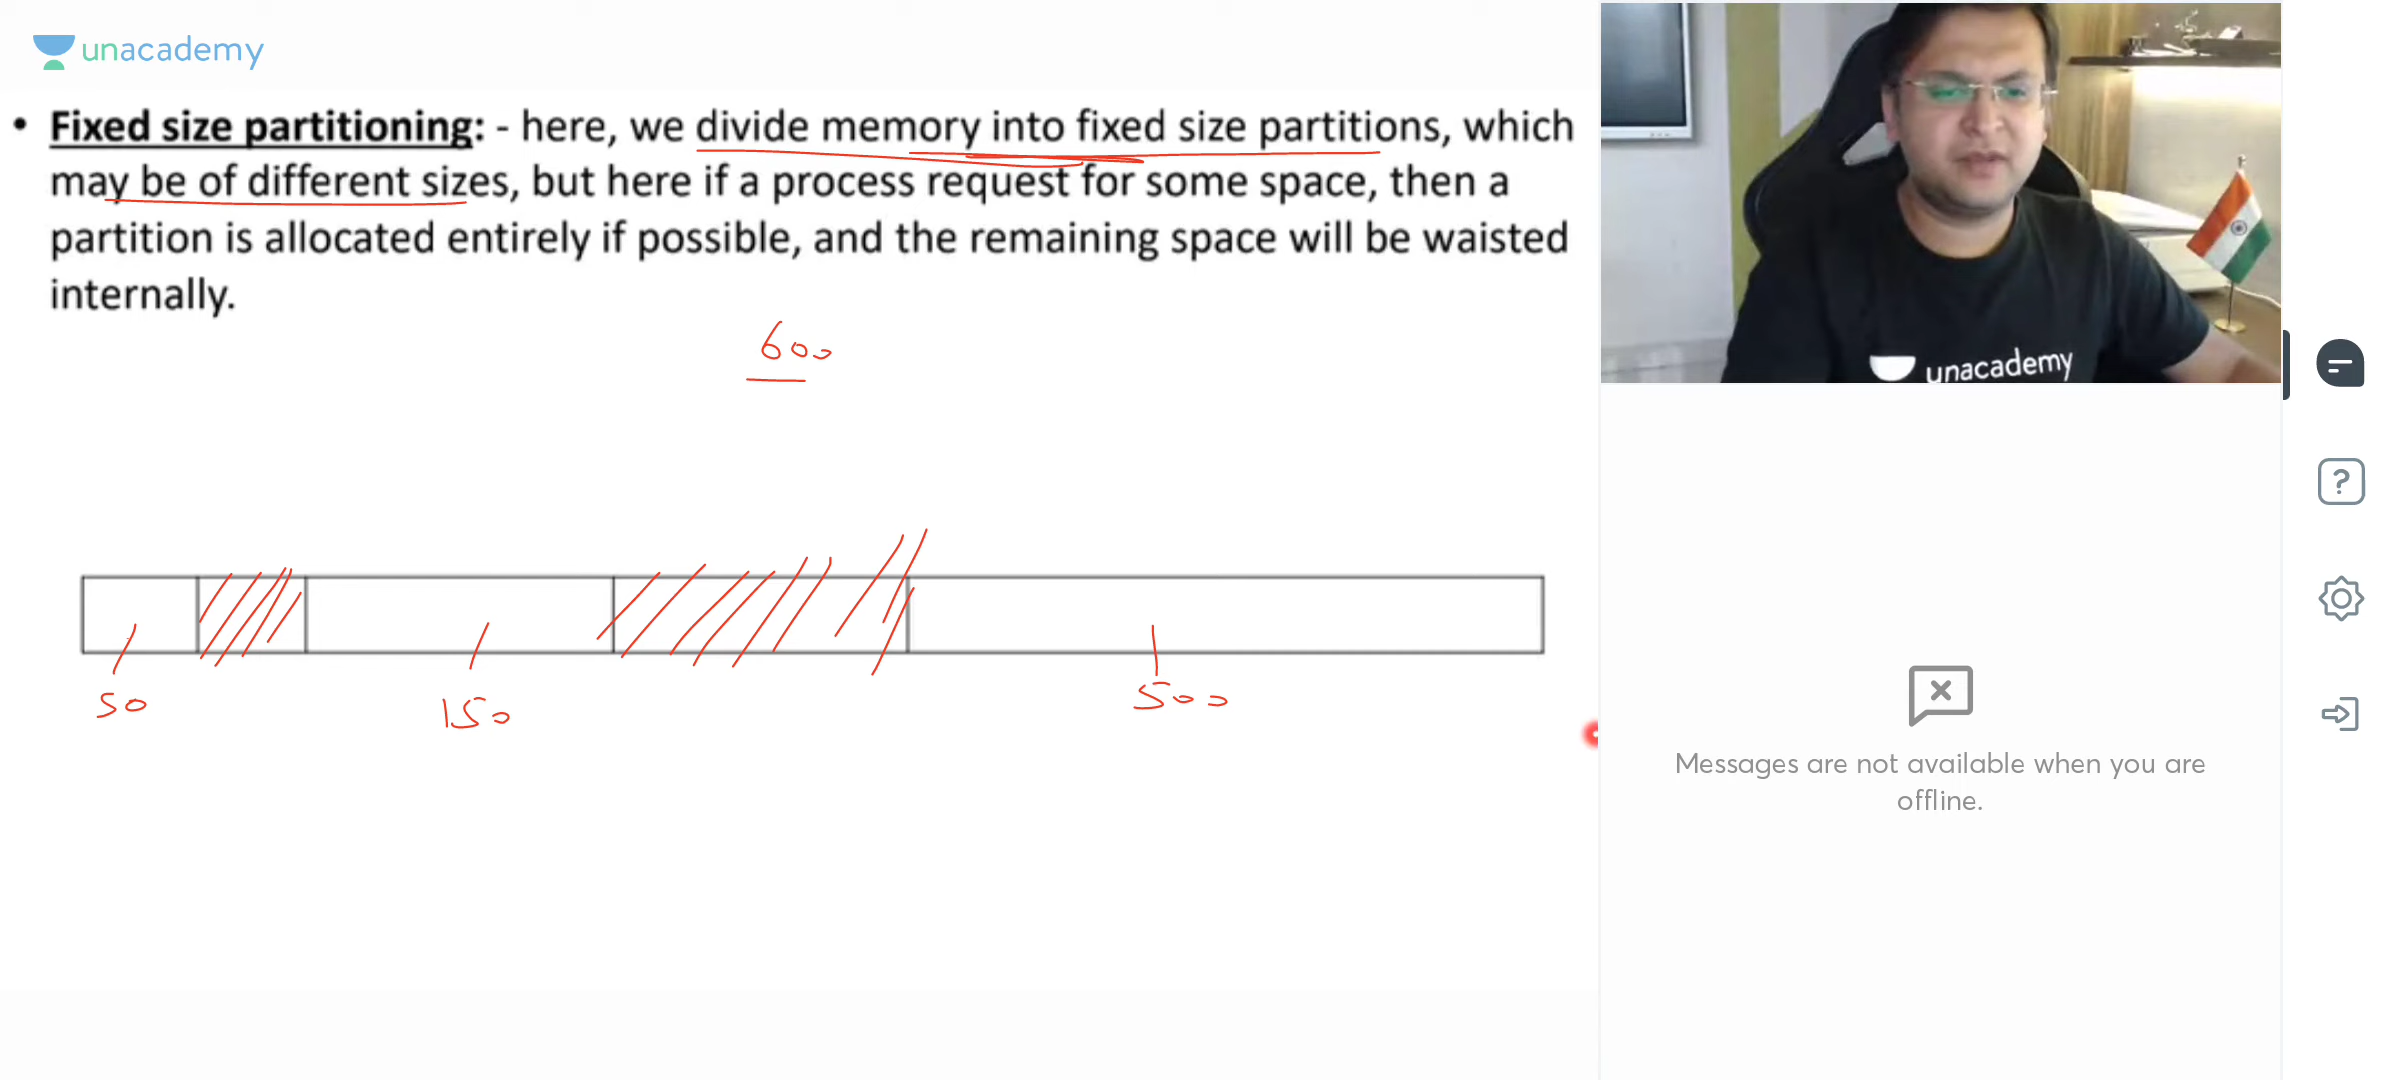 unacademy
• Fixed size partitioning: - here, we divide memory into fixed size partitions, which
may be of different sizes, but here if a process request for some space, then a
partition is allocated entirely if possible, and the remaining space will be waisted
internally.
600
50
150
500
unacademy
?
Messages are not available when you are
offline.